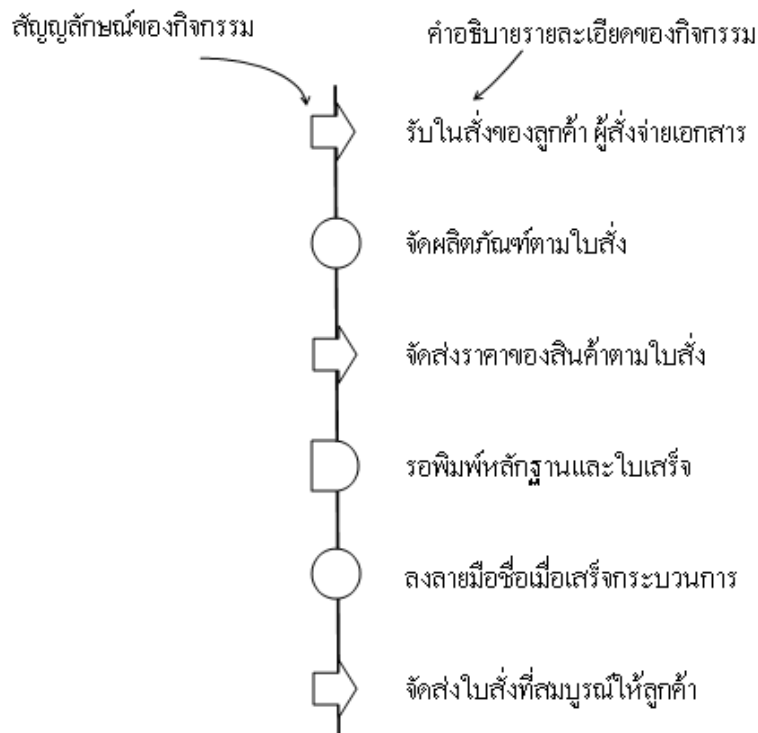 สัญญลักษณ์ของกิจกรรม
คำอธิบายรายละเอียดของกิจกรรม
รับในสั่งของลูกค้า ผู้สั่งจ่ายเอกสาร
จัดผลิตภัณฑ์ตามใบสั่ง
จัดส่งราคาของสินค้าตามใบสั่ง
รอพิมพ์หลักฐานและใบเสร็จ
ลงลายมือชื่อเมื่อเสร็จกระบวนการ
จัดส่งใบสั่งที่สมบูรณ์ให้ลูกค้า